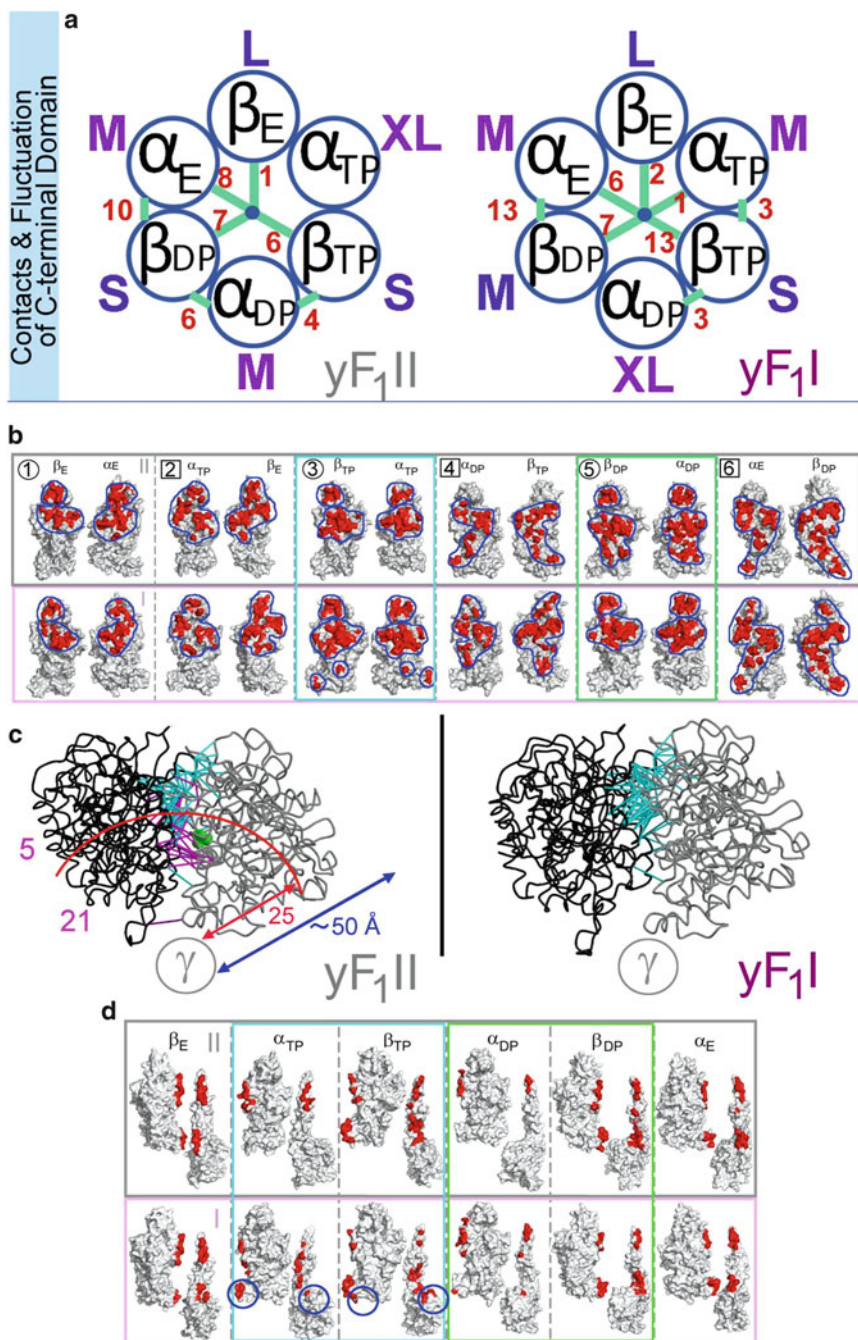 a
Contacts & Fluctuation
of C-terminal Domain
L
M
XL
βE
αE
αTP
8
1
10
7
6
βDP
βTP
S
S
αDP
6
4
M
yF1II
L
M
M
βE
αE
αTP
6
2
1
13
3
7
13
βDP
βTP
M
S
αDP
3
XL
yF1I
b
1 βE αE II 2 αTP βE 3 βTP αTP 4 αDP βTP 5 βDP αDP 6 αE βDP
I
c
5
21
25
~50 Å
γ
yF1II
γ
yF1I
d
βE II αTP βTP αDP βDP αE
I